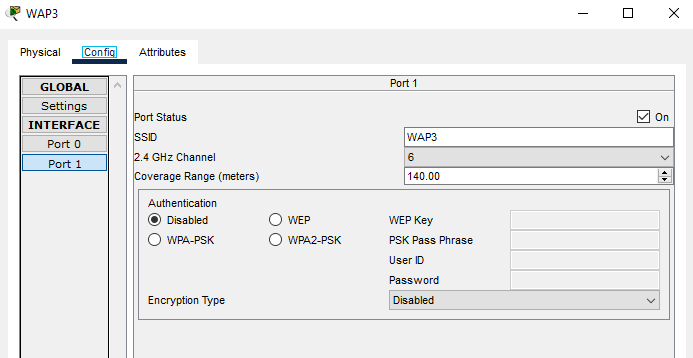 WAP3
Physical Config Attributes
GLOBAL
Settings
INTERFACE
Port 0
Port 1
Port 1
Port Status On
SSID WAP3
2.4 GHz Channel 6
Coverage Range (meters) 140.00
Authentication
Disabled WEP WEP Key
WPA-PSK WPA2-PSK PSK Pass Phrase
User ID
Password
Encryption Type Disabled